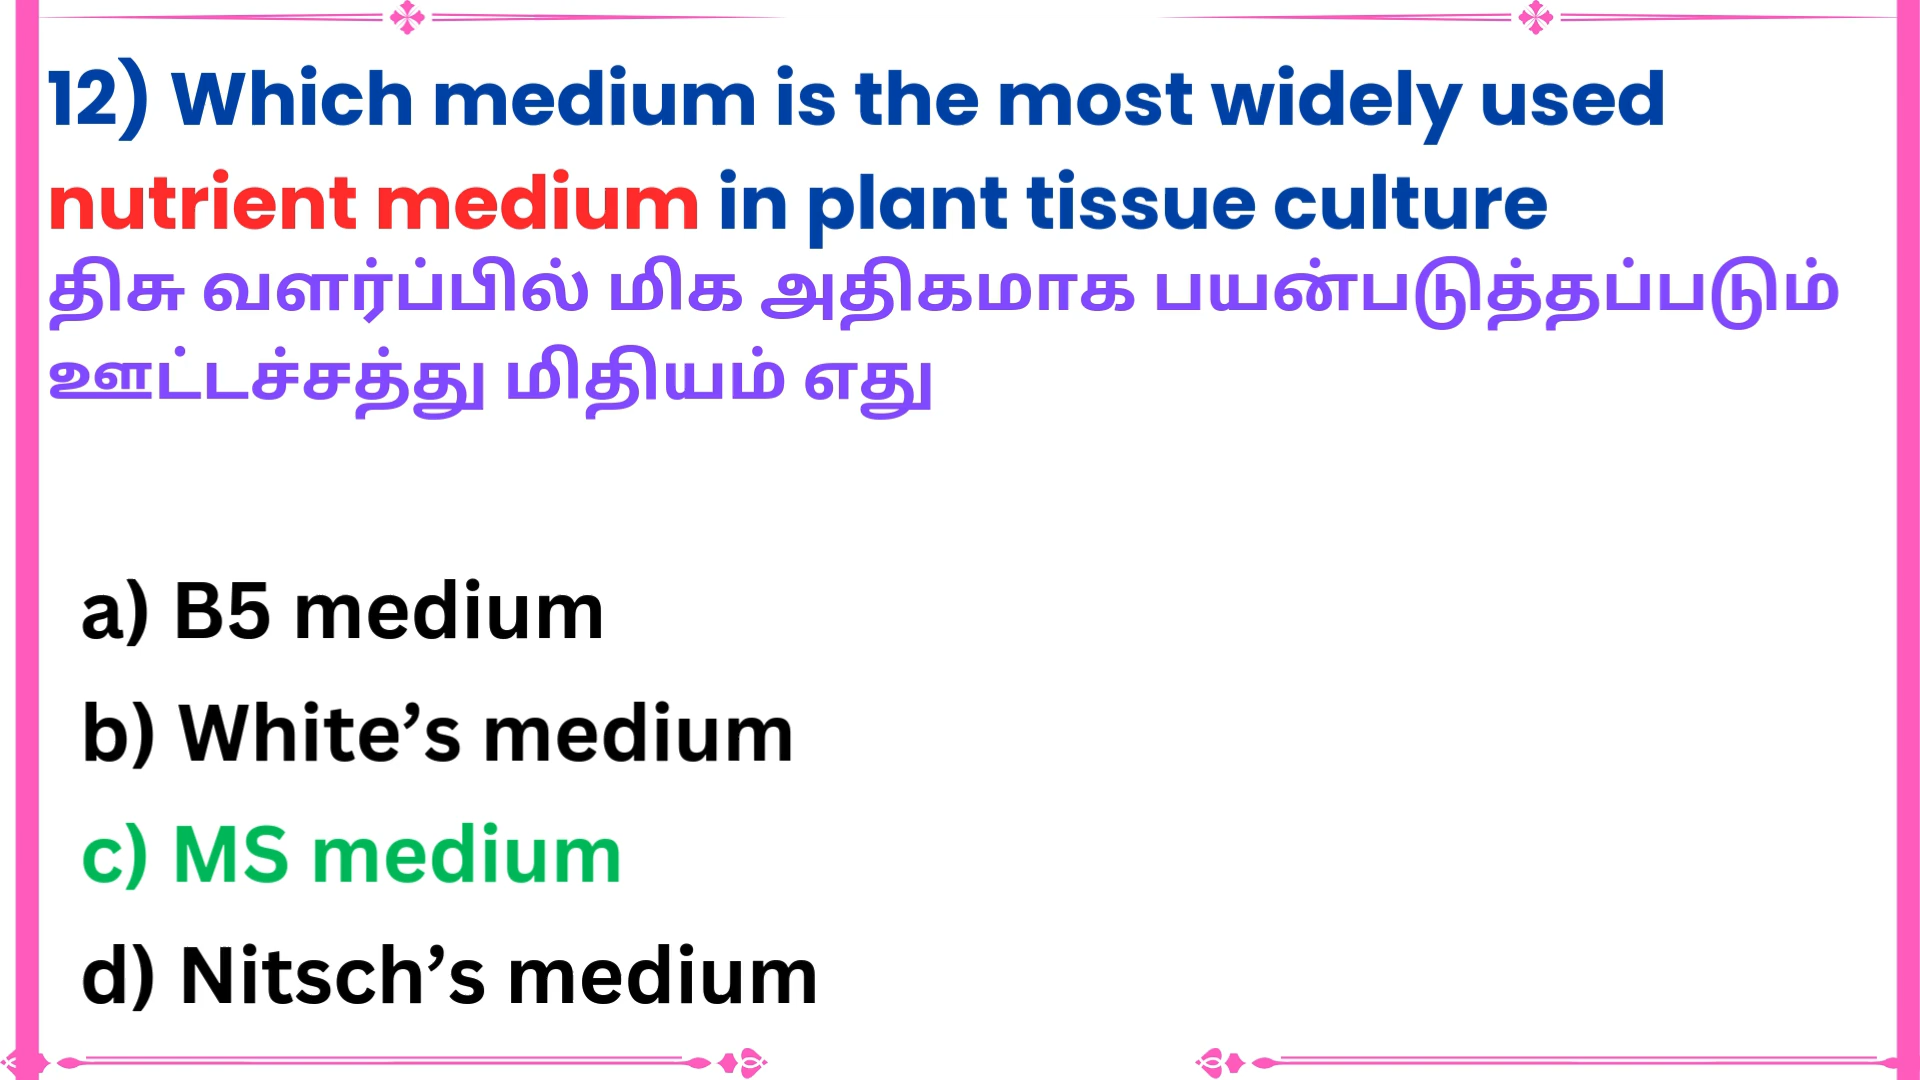 12) Which medium is the most widely used
nutrient medium in plant tissue culture
திசு வளர்ப்பில் மிக அதிகமாக பயன்படுத்தப்படும்
ஊட்டச்சத்து மிதியம் எது
a) B5 medium
b) White’s medium
c) MS medium
d) Nitsch’s medium